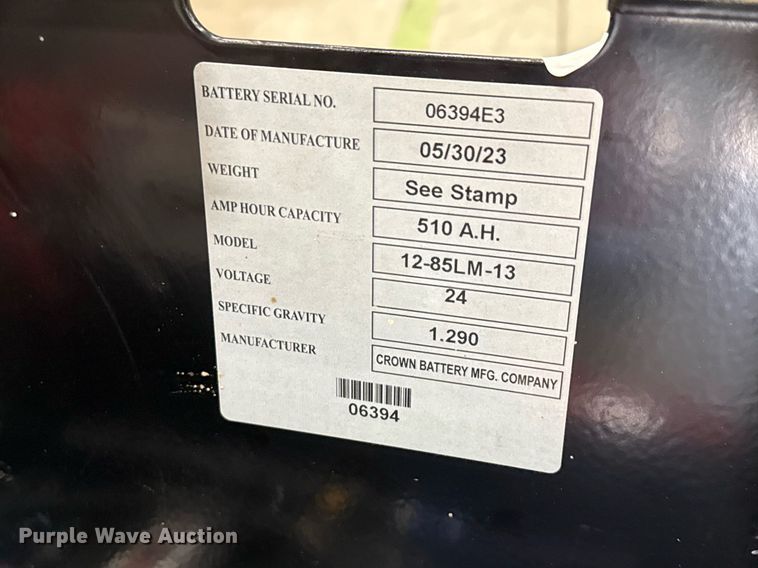 BATTERY SERIAL NO. 06394E3
DATE OF MANUFACTURE 05/30/23
WEIGHT See Stamp
AMP HOUR CAPACITY 510 A.H.
MODEL 12-85LM-13
VOLTAGE 24
SPECIFIC GRAVITY 1.290
MANUFACTURER CROWN BATTERY MFG. COMPANY
06394
Purple Wave Auction